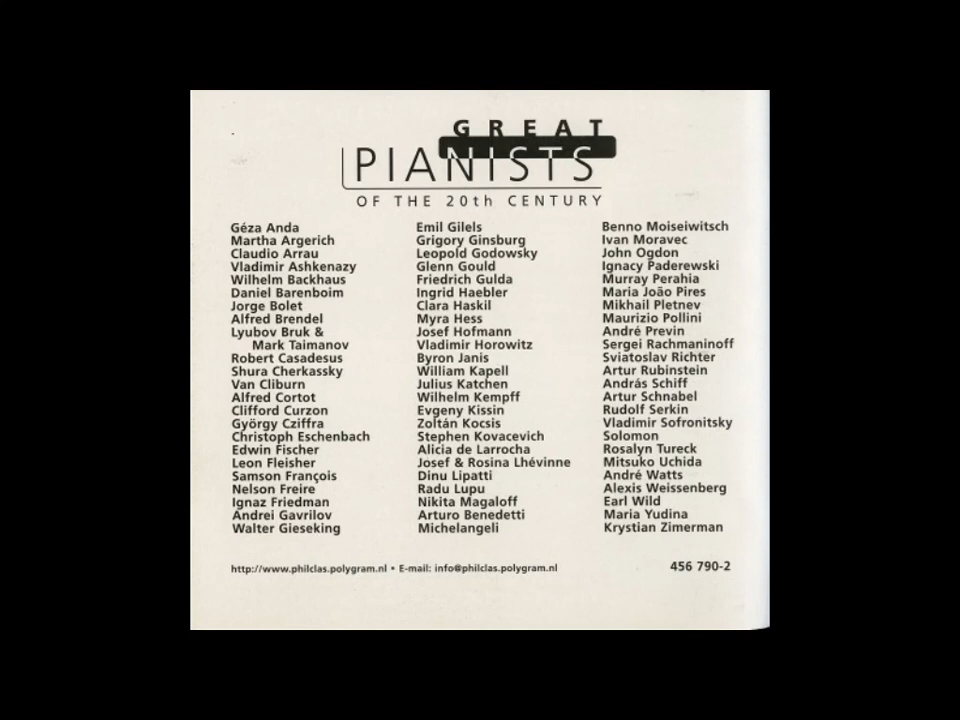 GREAT
PIANISTS
OF THE 20th CENTURY
Géza Anda
Martha Argerich
Claudio Arrau
Vladimir Ashkenazy
Wilhelm Backhaus
Daniel Barenboim
Jorge Bolet
Alfred Brendel
Lyubov Bruk &
Mark Taimanov
Robert Casadesus
Shura Cherkassky
Van Cliburn
Alfred Cortot
Clifford Curzon
György Cziffra
Christoph Eschenbach
Edwin Fischer
Leon Fleisher
Samson François
Nelson Freire
Ignaz Friedman
Andrei Gavrilov
Walter Gieseking
Emil Gilels
Grigory Ginsburg
Leopold Godowsky
Glenn Gould
Friedrich Gulda
Ingrid Haebler
Clara Haskil
Myra Hess
Josef Hofmann
Vladimir Horowitz
Byron Janis
William Kapell
Julius Katchen
Wilhelm Kempff
Evgeny Kissin
Zoltán Kocsis
Stephen Kovacevich
Alicia de Larrocha
Josef & Rosina Lhévinne
Dinu Lipatti
Radu Lupu
Nikita Magaloff
Arturo Benedetti
Michelangeli
Benno Moiseiwitsch
Ivan Moravec
John Ogdon
Ignacy Paderewski
Murray Perahia
Maria João Pires
Mikhail Pletnev
Maurizio Pollini
André Previn
Sergei Rachmaninoff
Sviatoslav Richter
Artur Rubinstein
András Schiff
Artur Schnabel
Rudolf Serkin
Vladimir Sofronitsky
Solomon
Rosalyn Tureck
Mitsuko Uchida
André Watts
Alexis Weissenberg
Earl Wild
Maria Yudina
Krystian Zimerman
http://www.philclas.polygram.nl • E-mail: info@philclas.polygram.nl
456 790-2